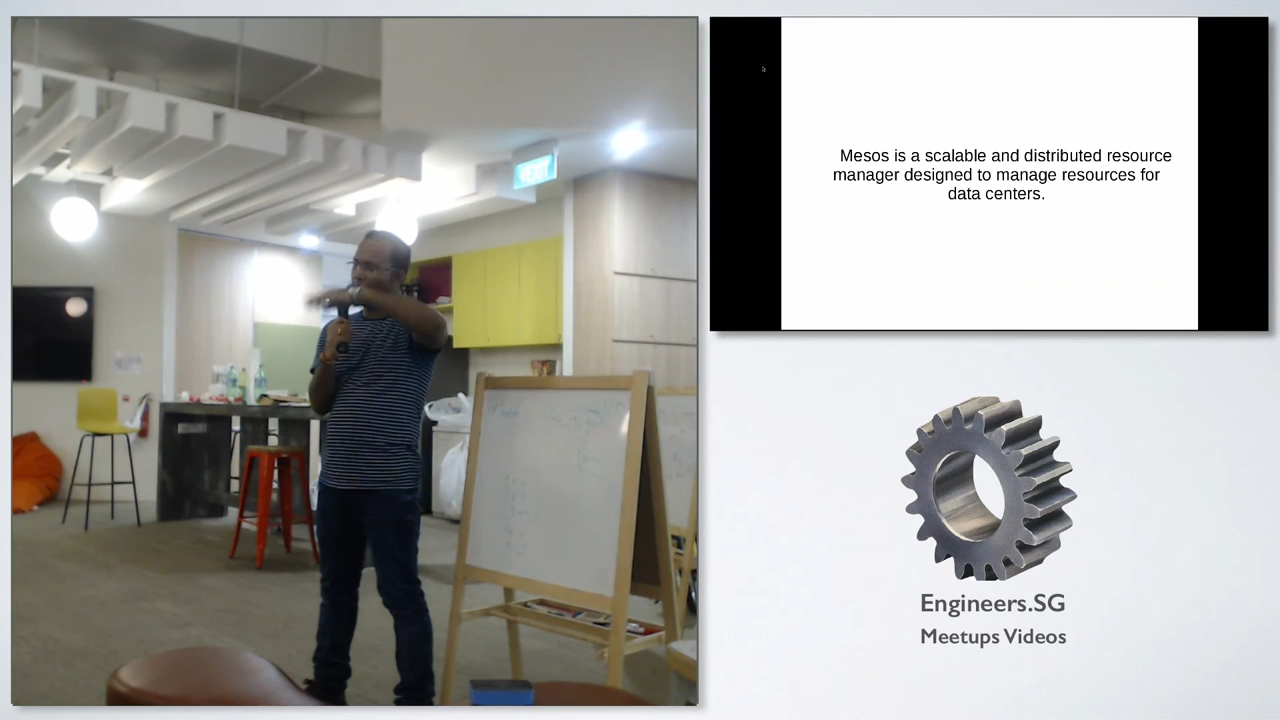 EXIT
Mesos is a scalable and distributed resource
manager designed to manage resources for
data centers.
Engineers.SG
Meetups Videos